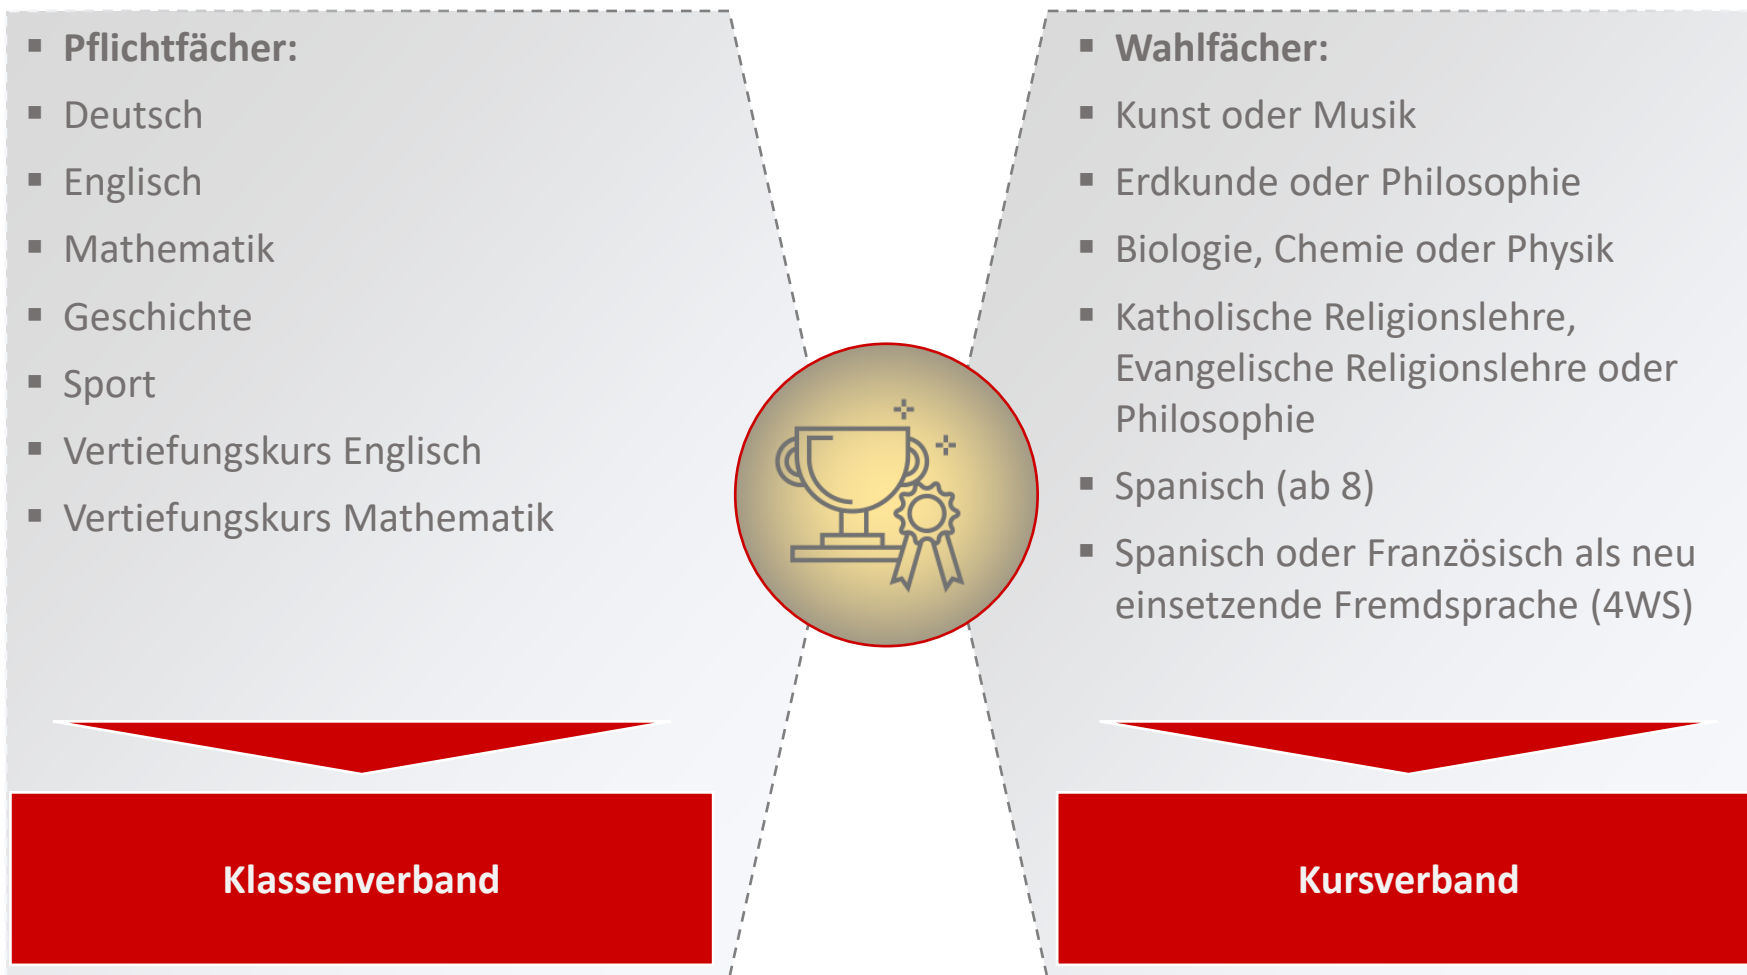 ▪ Pflichtfächer:
▪ Deutsch
▪ Englisch
▪ Mathematik
▪ Geschichte
▪ Sport
▪ Vertiefungskurs Englisch
▪ Vertiefungskurs Mathematik
Klassenverband
▪ Wahlfächer:
▪ Kunst oder Musik
▪ Erdkunde oder Philosophie
▪ Biologie, Chemie oder Physik
▪ Katholische Religionslehre,
Evangelische Religionslehre oder
Philosophie
▪ Spanisch (ab 8)
▪ Spanisch oder Französisch als neu
einsetzende Fremdsprache (4WS)
Kursverband